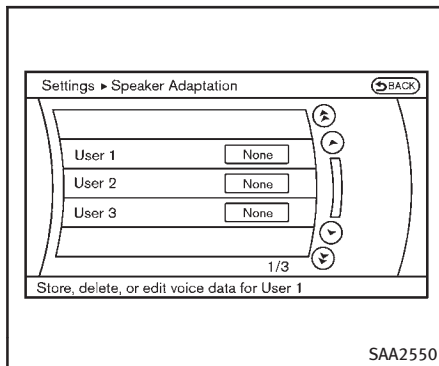 Settings ▸ Speaker Adaptation
BACK
User 1 None
User 2 None
User 3 None
1/3
Store, delete, or edit voice data for User 1
SAA2550